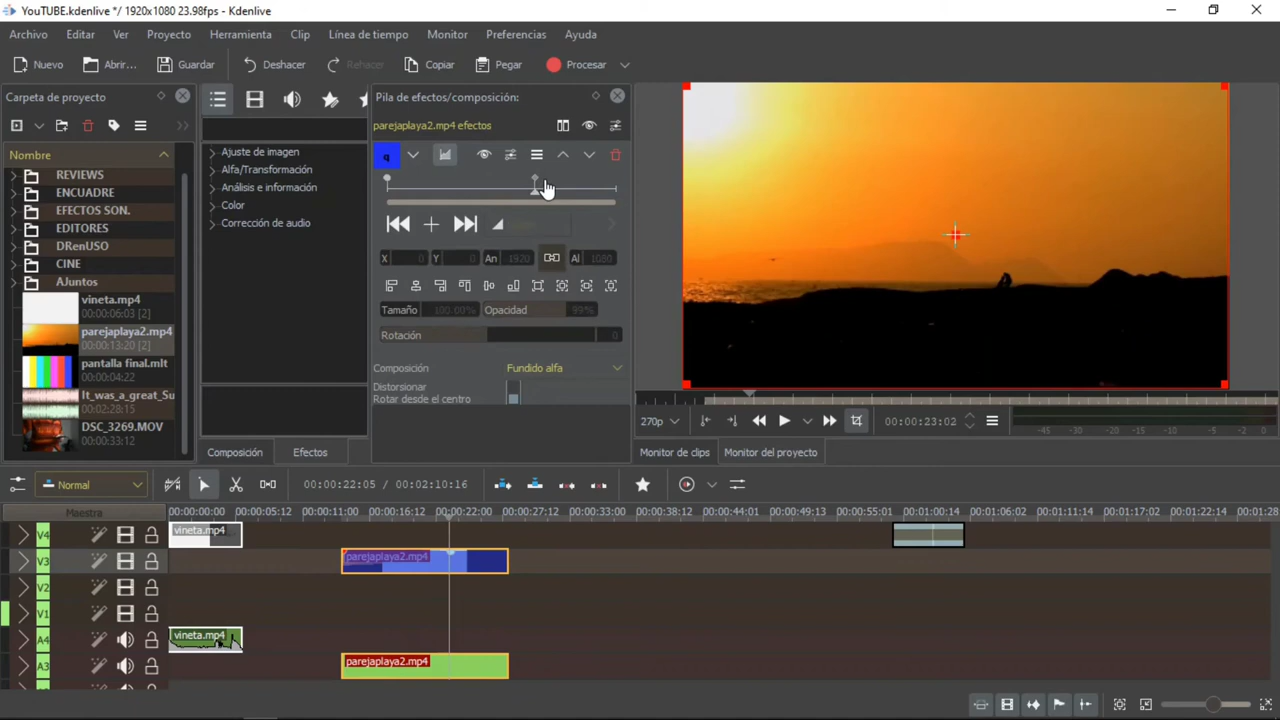 YouTUBE.kdenlive */ 1920x1080 23.98fps - Kdenlive
Archivo Editar Ver Proyecto Herramienta Clip Línea de tiempo Monitor Preferencias Ayuda
Nuevo Abrir... Guardar Deshacer Rehacer Copiar Pegar Procesar
Carpeta de proyecto
Pila de efectos/composición:
parejaplaya2.mp4 efectos
Nombre
REVIEWS
ENCUADRE
EFECTOS SON.
EDITORES
DRenUSO
CINE
AJuntos
vineta.mp4
00:00:06:03 [2]
parejaplaya2.mp4
00:00:13:20 [2]
pantalla final.mlt
00:00:04:22
It_was_a_great_Su
00:02:28:15
DSC_3269.MOV
00:00:33:12
Ajuste de imagen
Alfa/Transformación
Análisis e información
Color
Corrección de audio
Composición Efectos
q
X 0 Y 0 An 1920 Al 1080
Tamaño 100.00% Opacidad 99%
Rotación 0
Composición Fundido alfa
Distorsionar
Rotar desde el centro
270p 00:00:23:02
-45 -30 -20 -15 -10 -5 -2 0
Monitor de clips Monitor del proyecto
Normal 00:00:22:05 / 00:02:10:16
Maestra 00:00:00:00 00:00:05:12 00:00:11:00 00:00:16:12 00:00:22:00 00:00:27:12 00:00:33:00 00:00:38:12 00:00:44:01 00:00:49:13 00:00:55:01 00:01:00:13 00:01:06:02 00:01:11:14 00:01:17:02 00:01:22:14 00:01:28
V4 vineta.mp4
V3 parejaplaya2.mp4
V2
V1
A4 vineta.mp4
A3 parejaplaya2.mp4